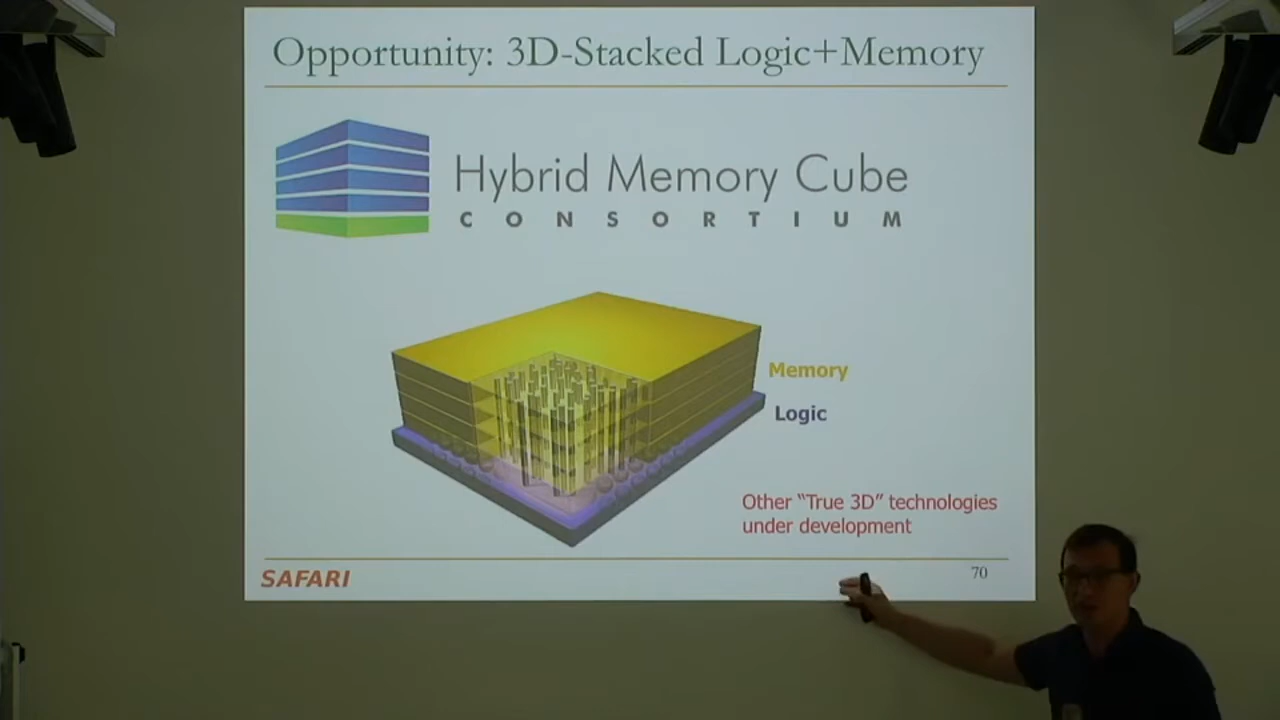 Opportunity: 3D-Stacked Logic+Memory
Hybrid Memory Cube
CONSORTIUM
Memory
Logic
Other “True 3D” technologies
under development
SAFARI
70